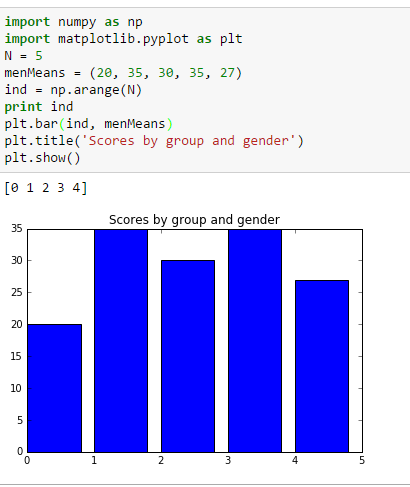 import numpy as np
import matplotlib.pyplot as plt
N = 5
menMeans = (20, 35, 30, 35, 27)
ind = np.arange(N)
print ind
plt.bar(ind, menMeans)
plt.title('Scores by group and gender')
plt.show()
[0 1 2 3 4]
Scores by group and gender
35
30
25
20
15
10
5
0
0 1 2 3 4 5